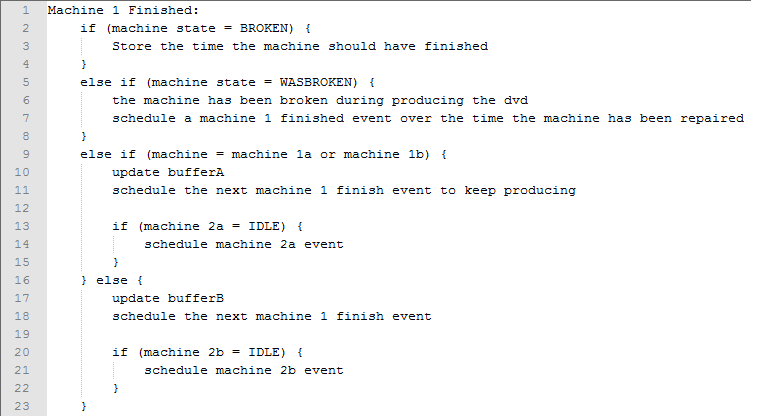 1 Machine 1 Finished:
2     if (machine state = BROKEN) {
3         Store the time the machine should have finished
4     }
5     else if (machine state = WASBROKEN) {
6         the machine has been broken during producing the dvd
7         schedule a machine 1 finished event over the time the machine has been repaired
8     }
9     else if (machine = machine 1a or machine 1b) {
10         update bufferA
11         schedule the next machine 1 finish event to keep producing
12
13         if (machine 2a = IDLE) {
14             schedule machine 2a event
15         }
16     } else {
17         update bufferB
18         schedule the next machine 1 finish event
19
20         if (machine 2b = IDLE) {
21             schedule machine 2b event
22         }
23     }